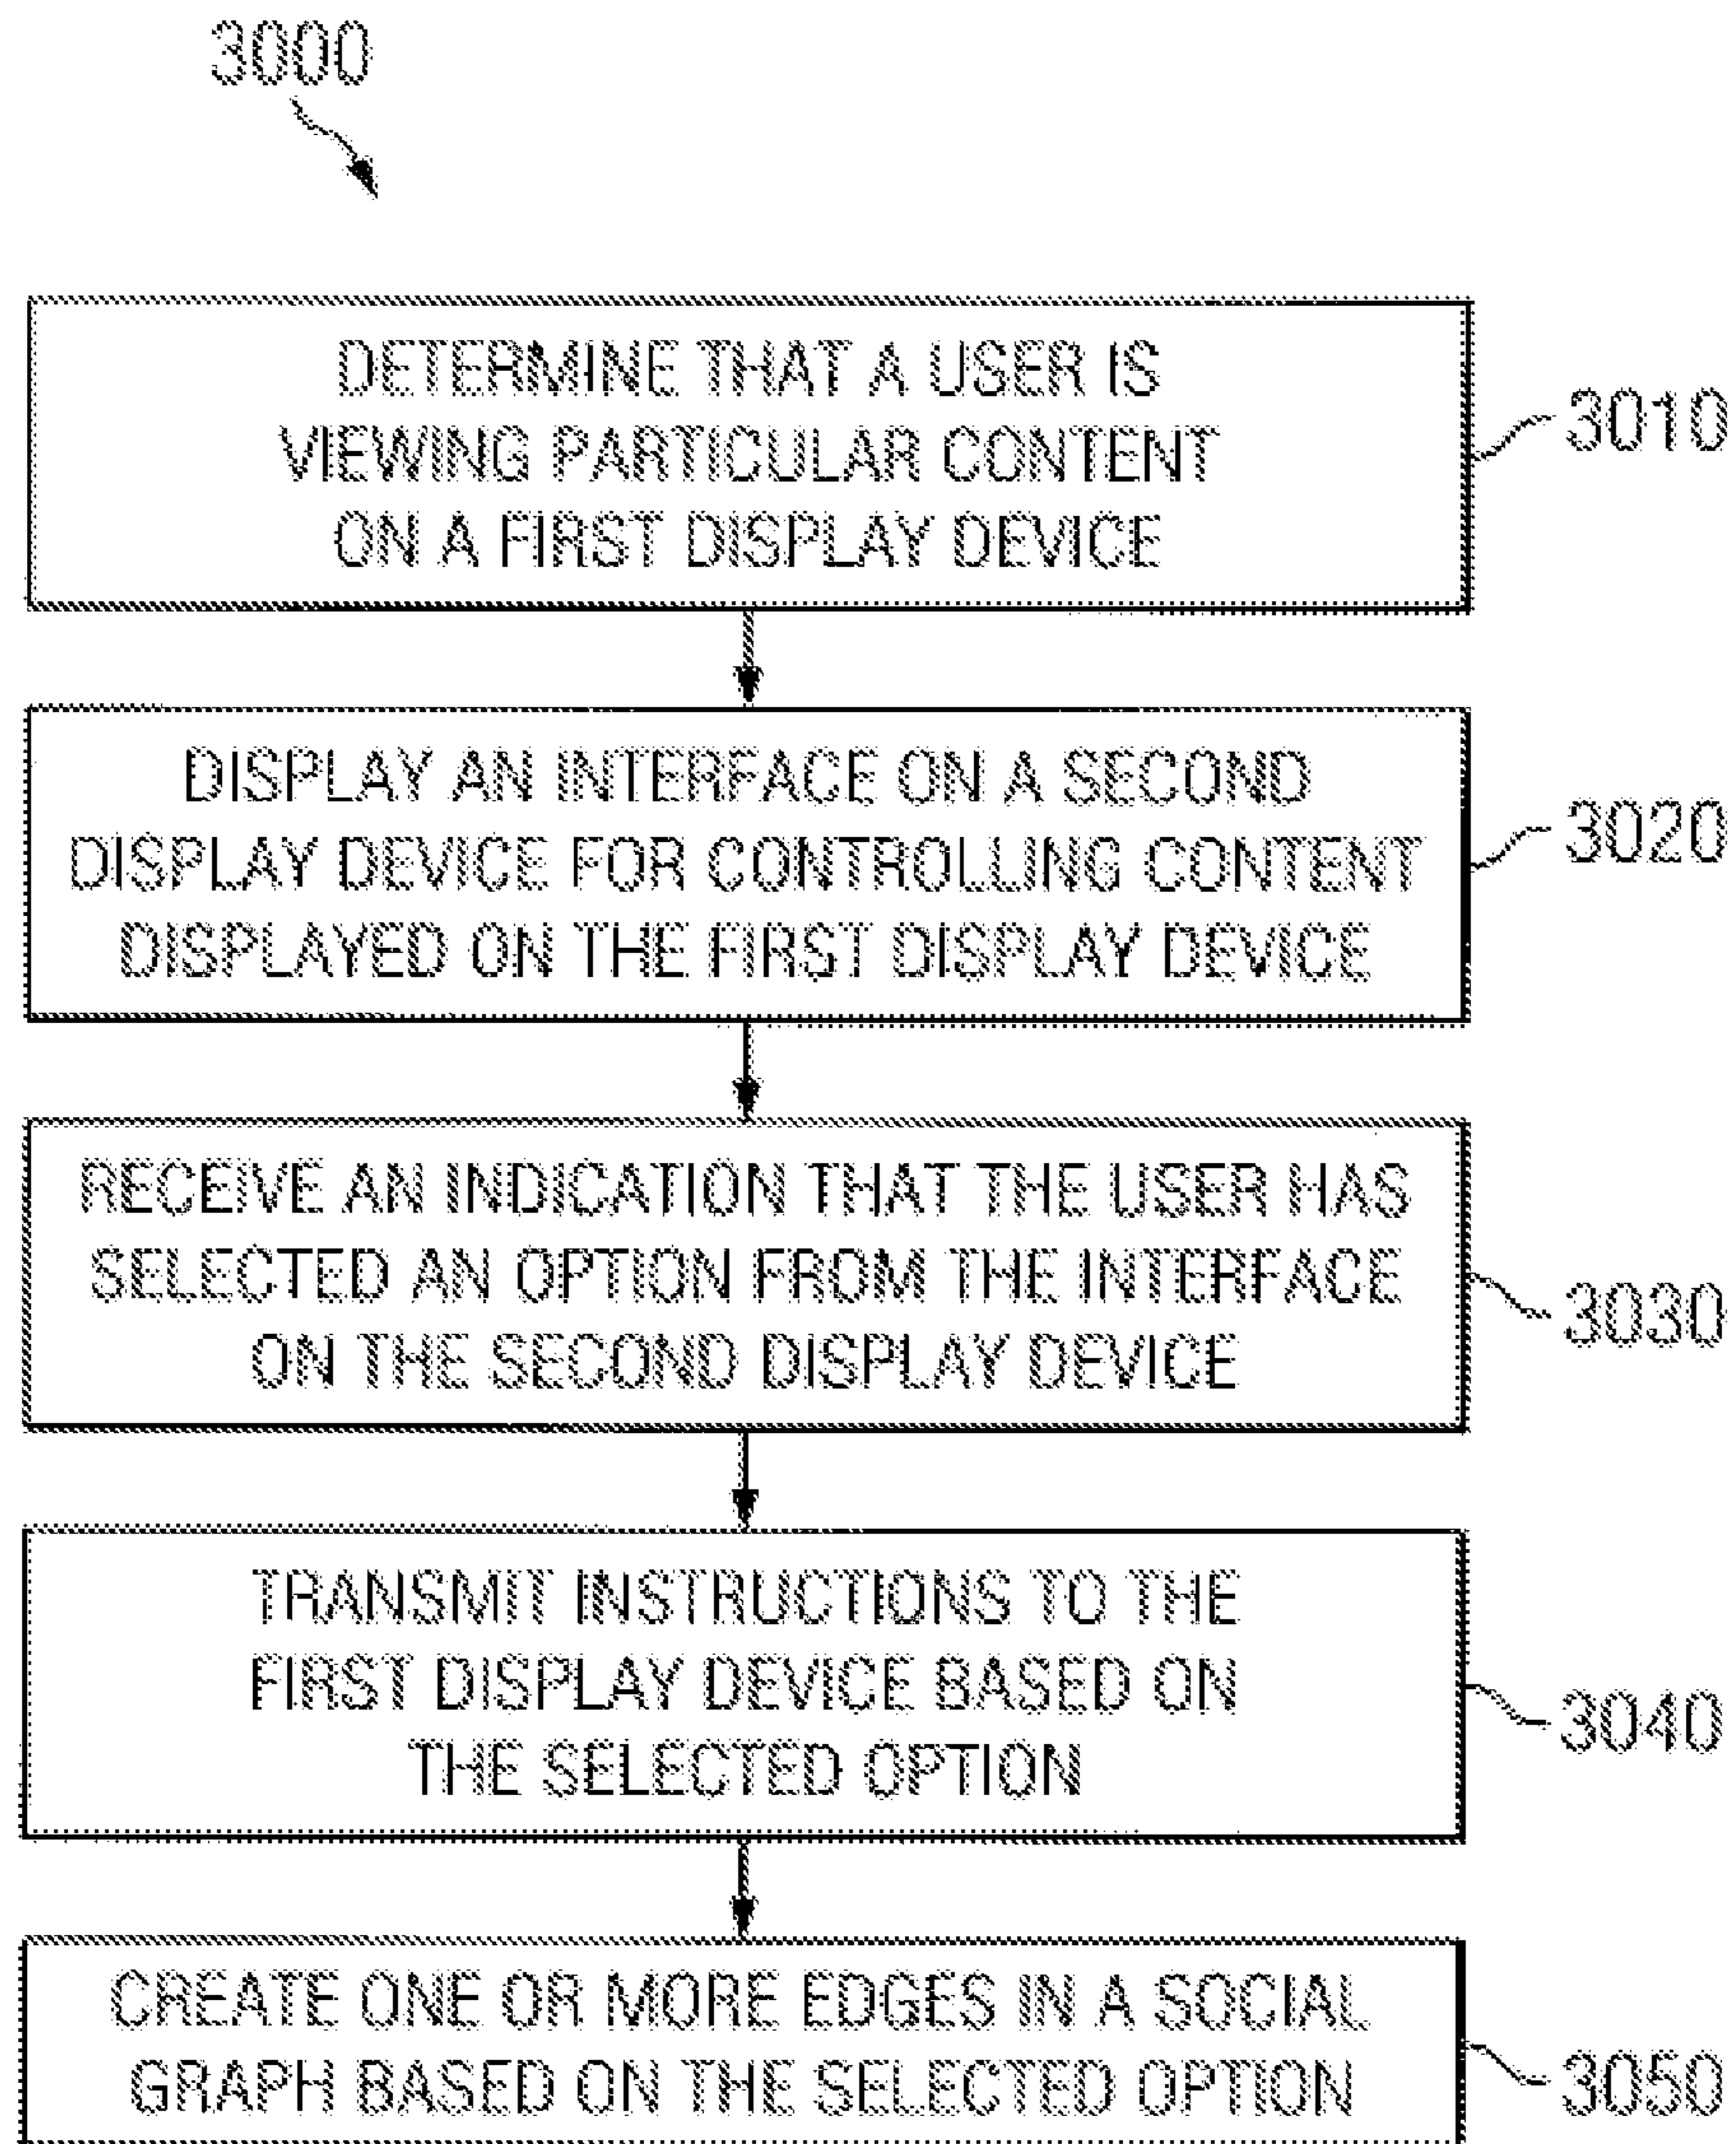 3000
DETERMINE THAT A USER IS
VIEWING PARTICULAR CONTENT
ON A FIRST DISPLAY DEVICE
3010
DISPLAY AN INTERFACE ON A SECOND
DISPLAY DEVICE FOR CONTROLLING CONTENT
DISPLAYED ON THE FIRST DISPLAY DEVICE
3020
RECEIVE AN INDICATION THAT THE USER HAS
SELECTED AN OPTION FROM THE INTERFACE
ON THE SECOND DISPLAY DEVICE
3030
TRANSMIT INSTRUCTIONS TO THE
FIRST DISPLAY DEVICE BASED ON
THE SELECTED OPTION
3040
CREATE ONE OR MORE EDGES IN A SOCIAL
GRAPH BASED ON THE SELECTED OPTION
3050